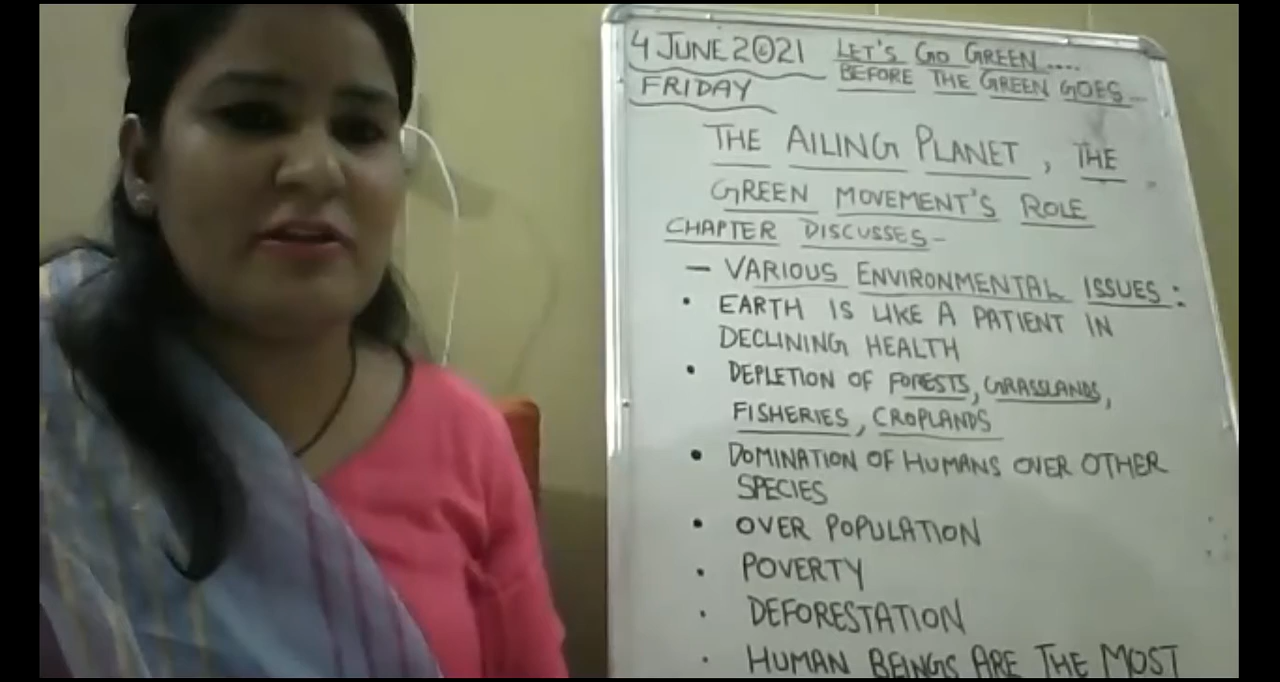 4 JUNE 2021
FRIDAY
LET'S GO GREEN....
BEFORE THE GREEN GOES...
THE AILING PLANET, THE
GREEN MOVEMENT'S ROLE
CHAPTER DISCUSSES-
- VARIOUS ENVIRONMENTAL ISSUES:
• EARTH IS LIKE A PATIENT IN
DECLINING HEALTH
• DEPLETION OF FORESTS, GRASSLANDS,
FISHERIES, CROPLANDS
• DOMINATION OF HUMANS OVER OTHER
SPECIES
• OVER POPULATION
• POVERTY
• DEFORESTATION
• HUMAN BEINGS ARE THE MOST